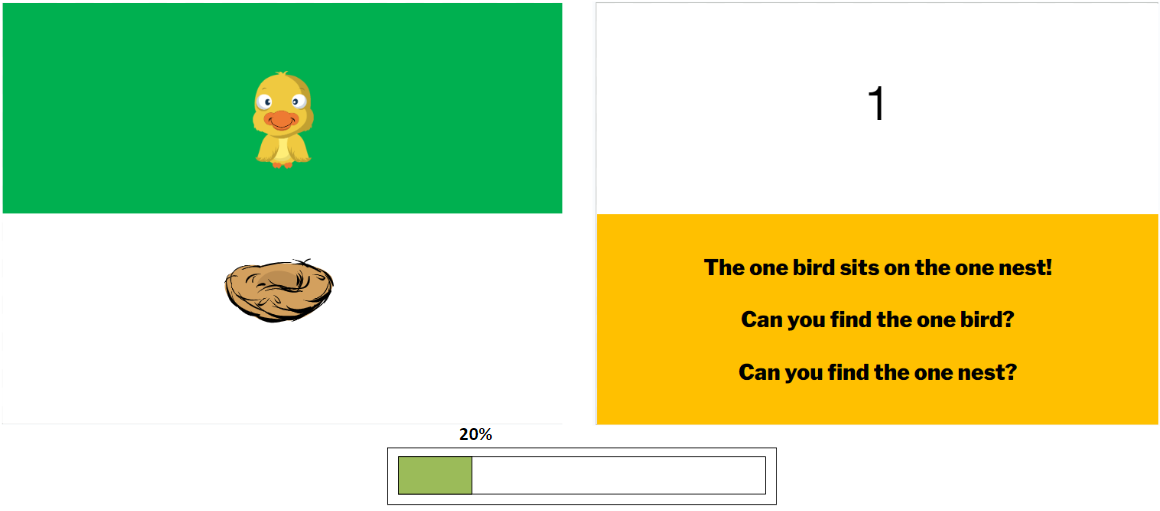 1
The one bird sits on the one nest!
Can you find the one bird?
Can you find the one nest?
20%